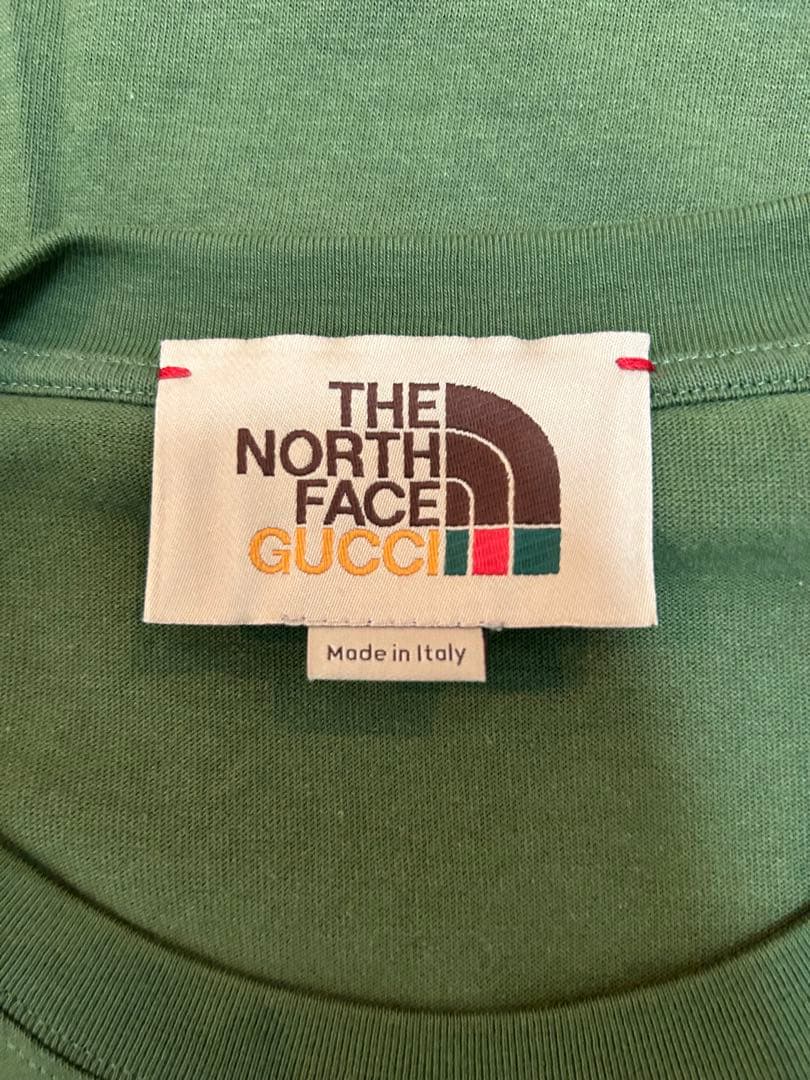 THE
NORTH
FACE
GUCCI
Made in Italy